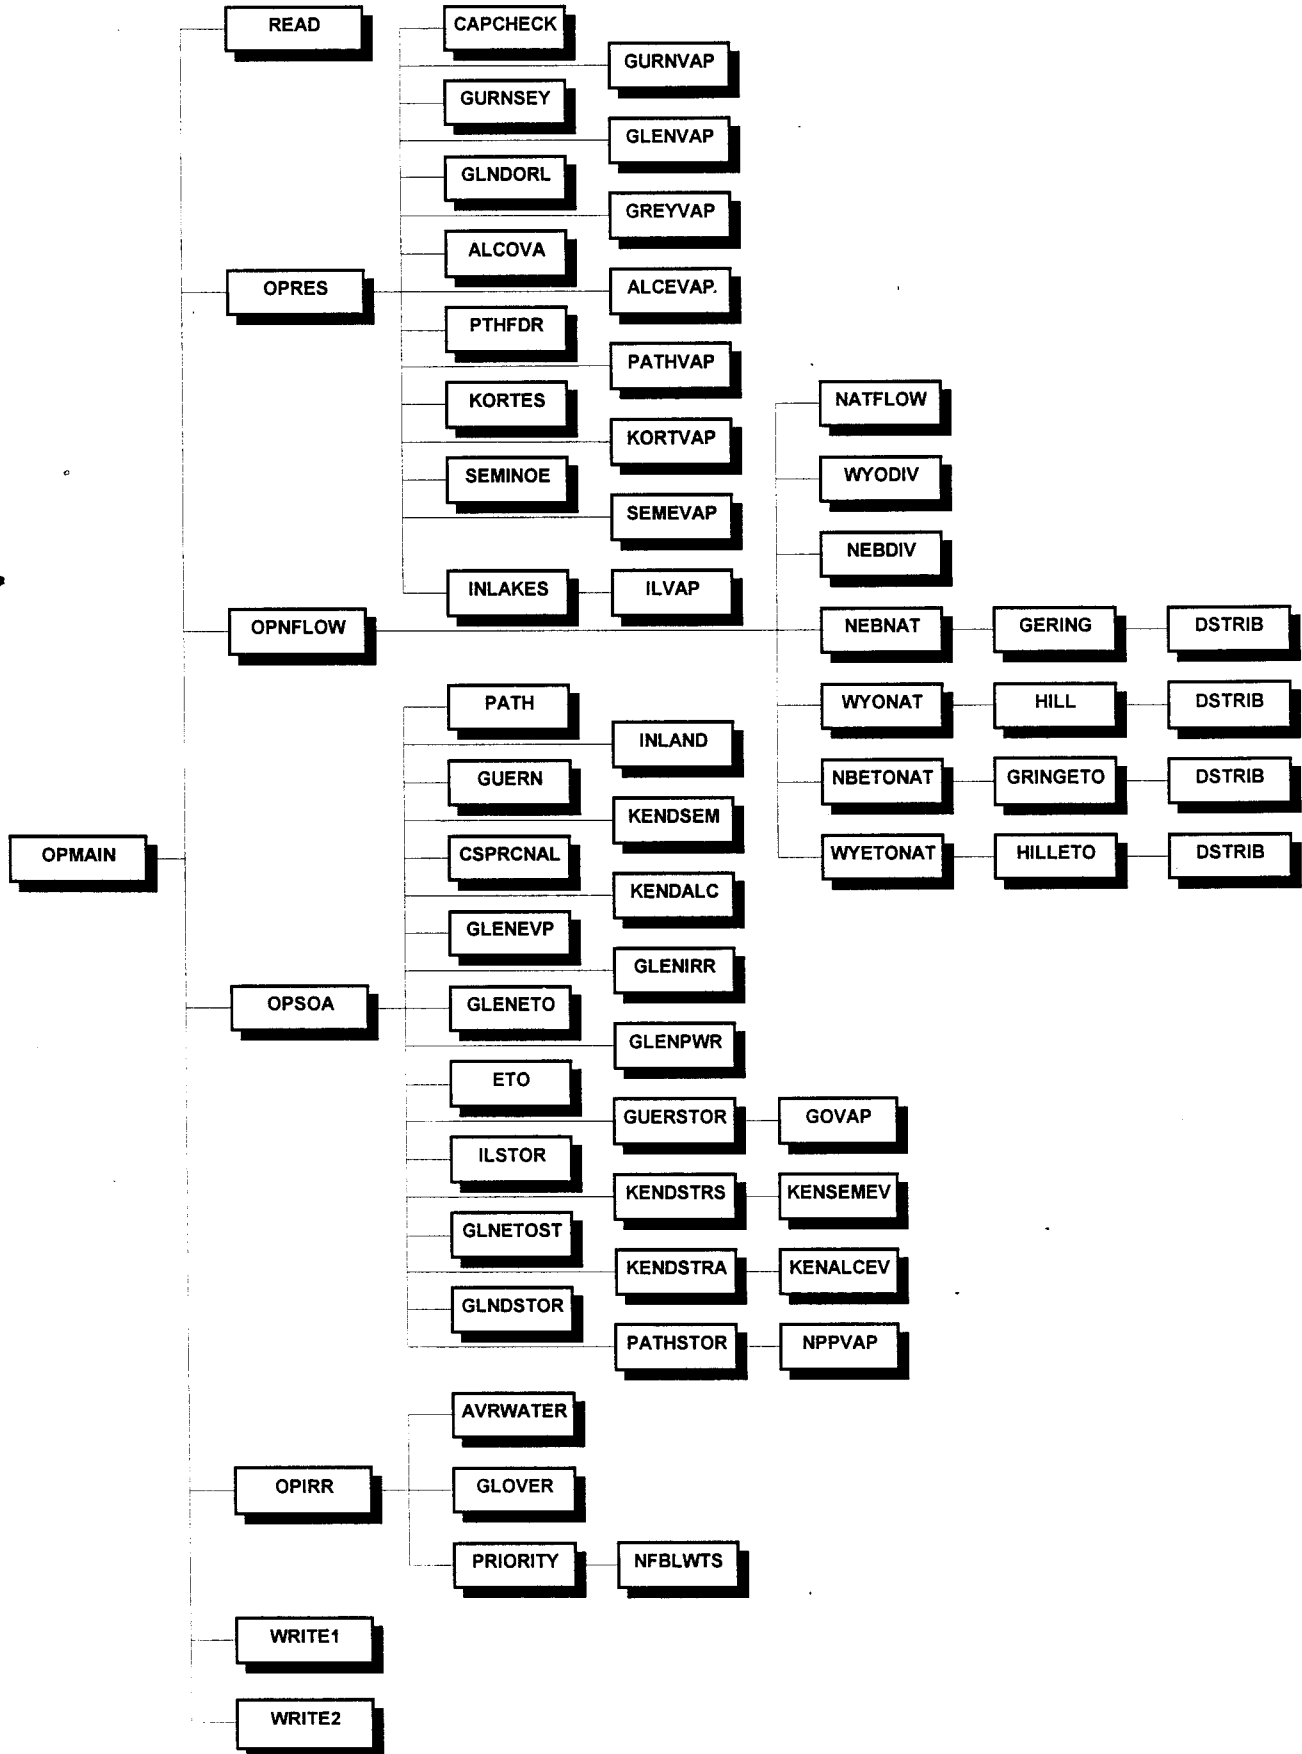 READ
CAPCHECK
GURNVAP
GURNSEY
GLENVAP
GLNDORL
GREYVAP
ALCOVA
OPRES
ALCEVAP.
PTHFDR
PATHVAP
KORTES
NATFLOW
KORTVAP
SEMINOE
WYODIV
SEMEVAP
NEBDIV
INLAKES
ILVAP
OPNFLOW
NEBNAT
GERING
DSTRIB
PATH
WYONAT
HILL
DSTRIB
INLAND
GUERN
NBETONAT
GRINGETO
DSTRIB
KENDSEM
OPMAIN
CSPRCNAL
WYETONAT
HILLETO
DSTRIB
KENDALC
GLENEVP
GLENIRR
OPSOA
GLENETO
GLENPWR
ETO
GUERSTOR
GOVAP
ILSTOR
KENDSTRS
KENSEMEV
GLNETOST
KENDSTRA
KENALCEV
GLNDSTOR
PATHSTOR
NPPVAP
AVRWATER
OPIRR
GLOVER
PRIORITY
NFBLWTS
WRITE1
WRITE2